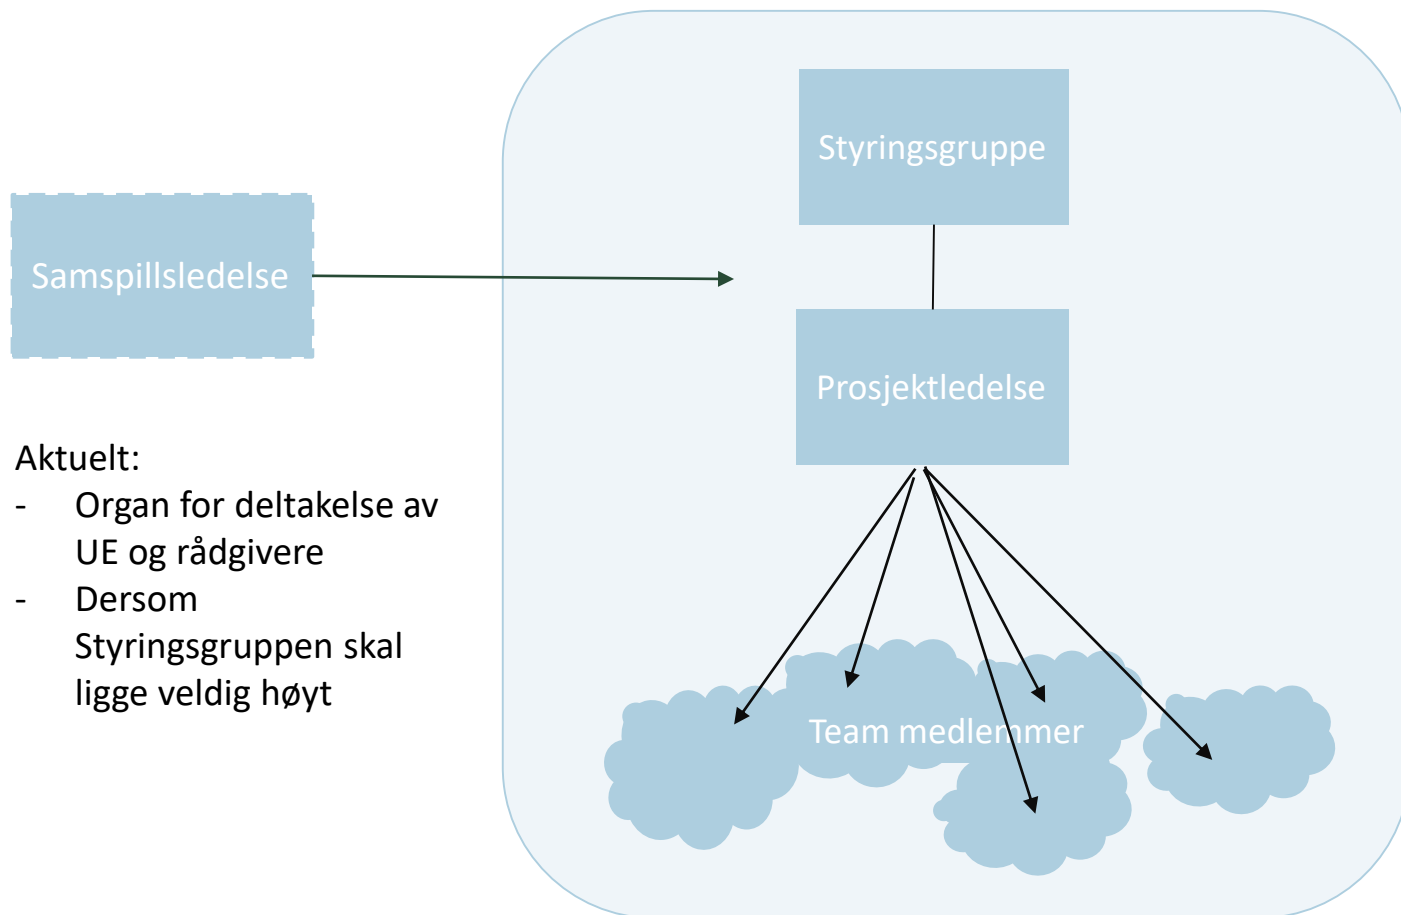 Styringsgruppe
Samspillsledelse
Prosjektledelse
Aktuelt:
- Organ for deltakelse av
UE og rådgivere
- Dersom
Styringsgruppen skal
ligge veldig høyt
Team medlemmer